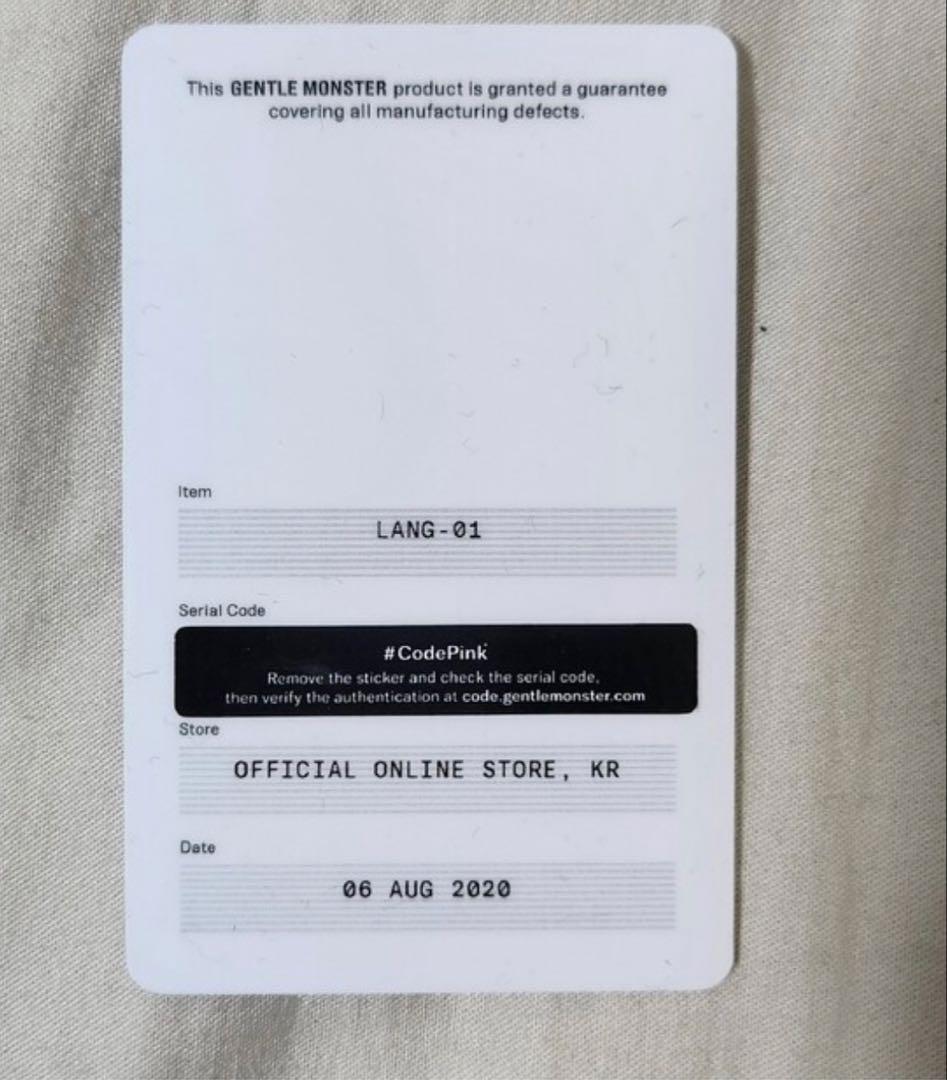 This GENTLE MONSTER product is granted a guarantee
covering all manufacturing defects.
Item
LANG-01
Serial Code
#CodePink
Remove the sticker and check the serial code,
then verify the authentication at code.gentlemonster.com
Store
OFFICIAL ONLINE STORE, KR
Date
06 AUG 2020